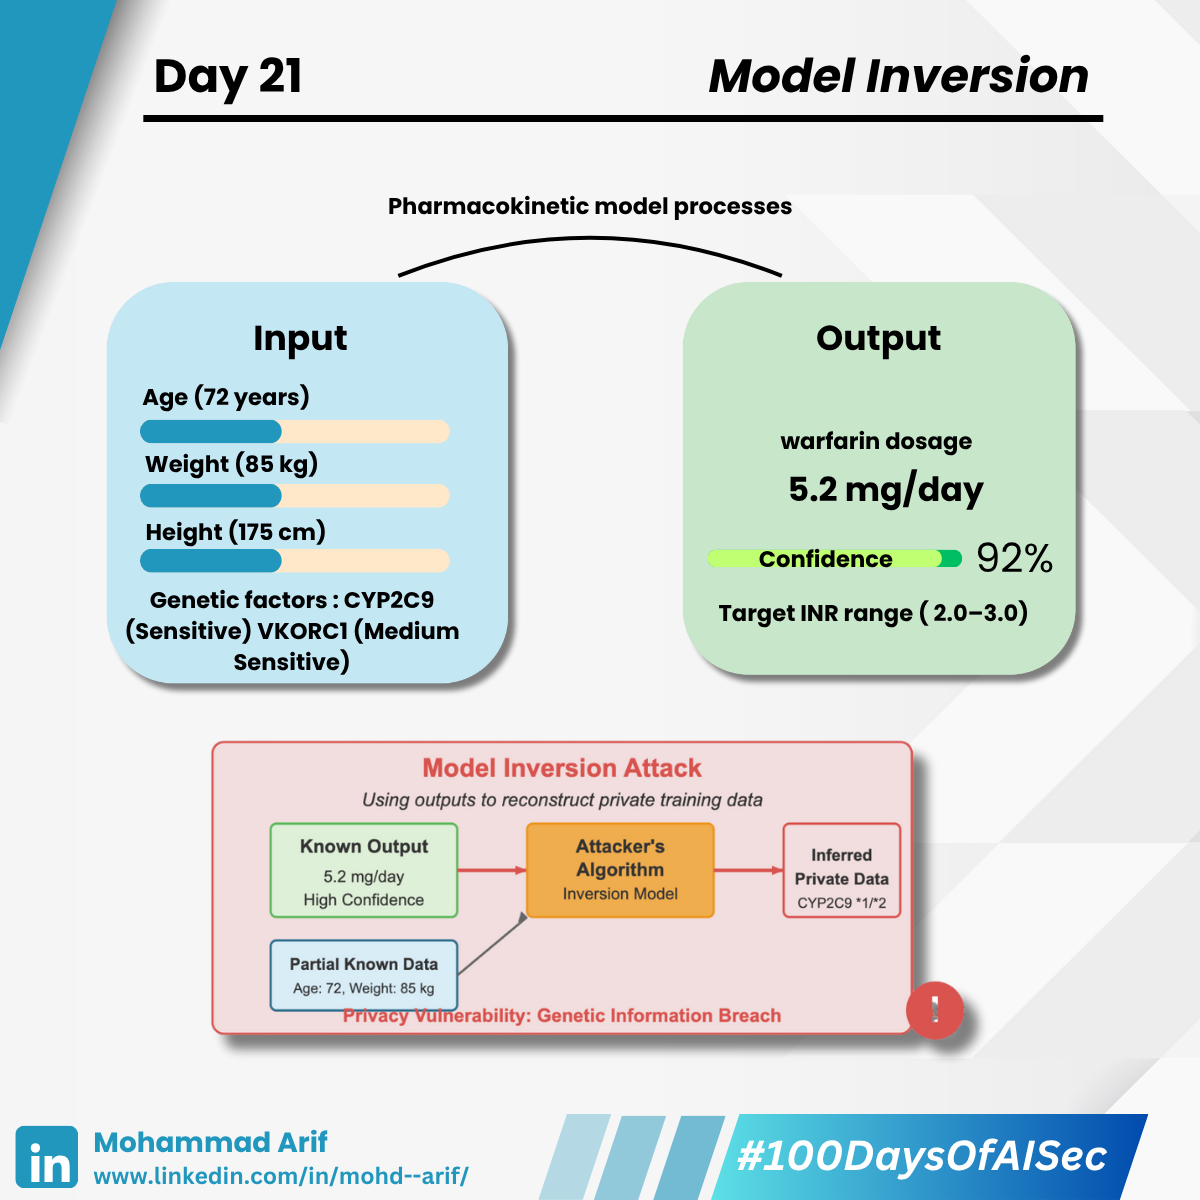 Day 21
Model Inversion
Pharmacokinetic model processes
Input
Age (72 years)
Weight (85 kg)
Height (175 cm)
Genetic factors : CYP2C9
(Sensitive) VKORC1 (Medium
Sensitive)
Output
warfarin dosage
5.2 mg/day
Confidence 92%
Target INR range ( 2.0–3.0)
Model Inversion Attack
Using outputs to reconstruct private training data
Known Output
5.2 mg/day
High Confidence
Attacker's
Algorithm
Inversion Model
Inferred
Private Data
CYP2C9 *1/*2
Partial Known Data
Age: 72, Weight: 85 kg
Privacy Vulnerability: Genetic Information Breach
!
in
Mohammad Arif
www.linkedin.com/in/mohd--arif/
#100DaysOfAISec